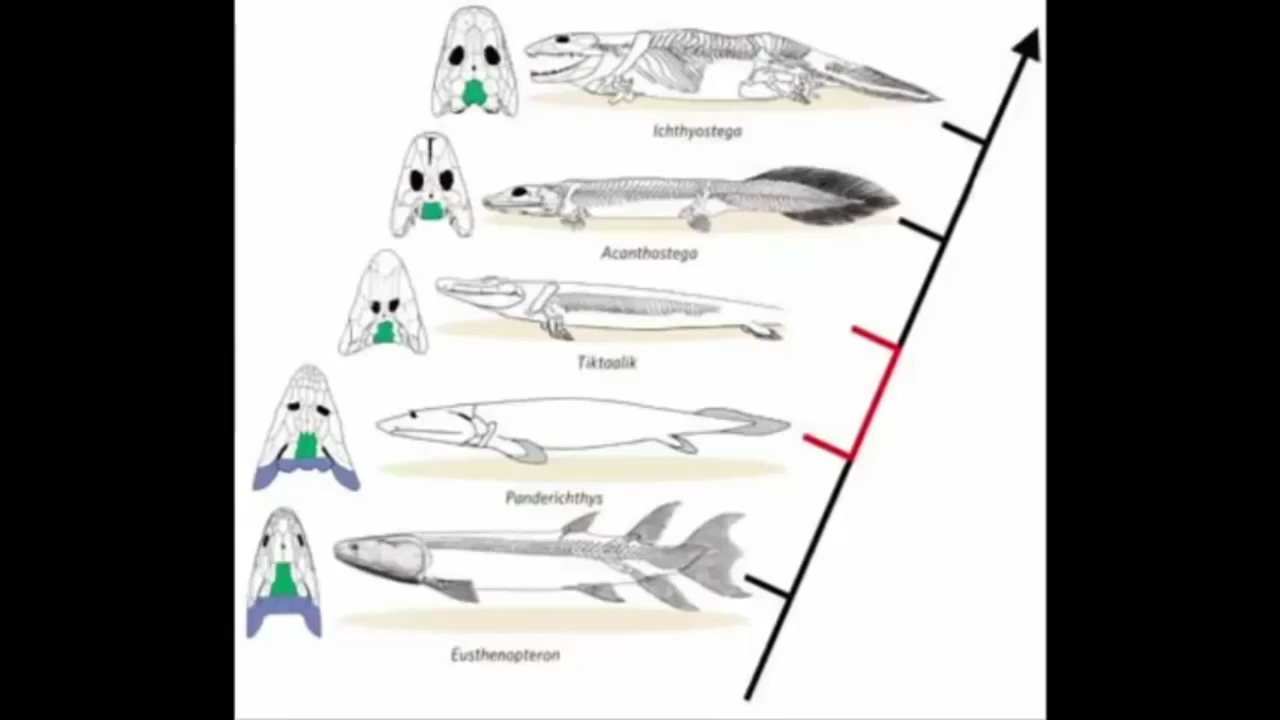 Ichthyostega
Acanthostega
Tiktaalik
Panderichthys
Eusthenopteron